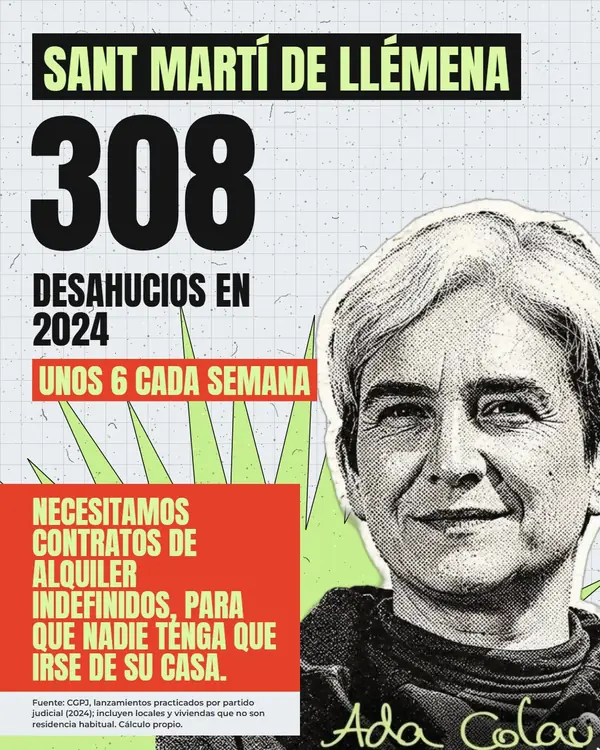 SANT MARTÍ DE LLÉMENA
308
DESAHUCIOS EN
2024
UNOS 6 CADA SEMANA
NECESITAMOS
CONTRATOS DE
ALQUILER
INDEFINIDOS, PARA
QUE NADIE TENGA QUE
IRSE DE SU CASA.
Fuente: CGPJ, lanzamientos practicados por partido
judicial (2024); incluyen locales y viviendas que no son
residencia habitual. Cálculo propio.
Ada Colau